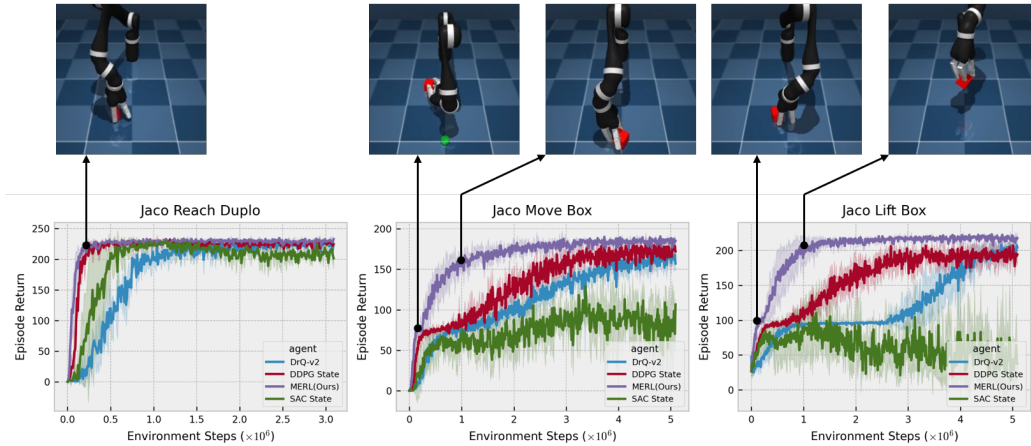 Jaco Reach Duplo
250
200
150
100
50
0
Episode Return
agent
DrQ-v2
DDPG State
MERL(Ours)
SAC State
0.0 0.5 1.0 1.5 2.0 2.5 3.0
Environment Steps (×10⁶)
Jaco Move Box
200
150
100
50
0
Episode Return
agent
DrQ-v2
DDPG State
MERL(Ours)
SAC State
0 1 2 3 4 5
Environment Steps (×10⁶)
Jaco Lift Box
200
150
100
50
0
Episode Return
agent
DrQ-v2
DDPG State
MERL(Ours)
SAC State
0 1 2 3 4 5
Environment Steps (×10⁶)